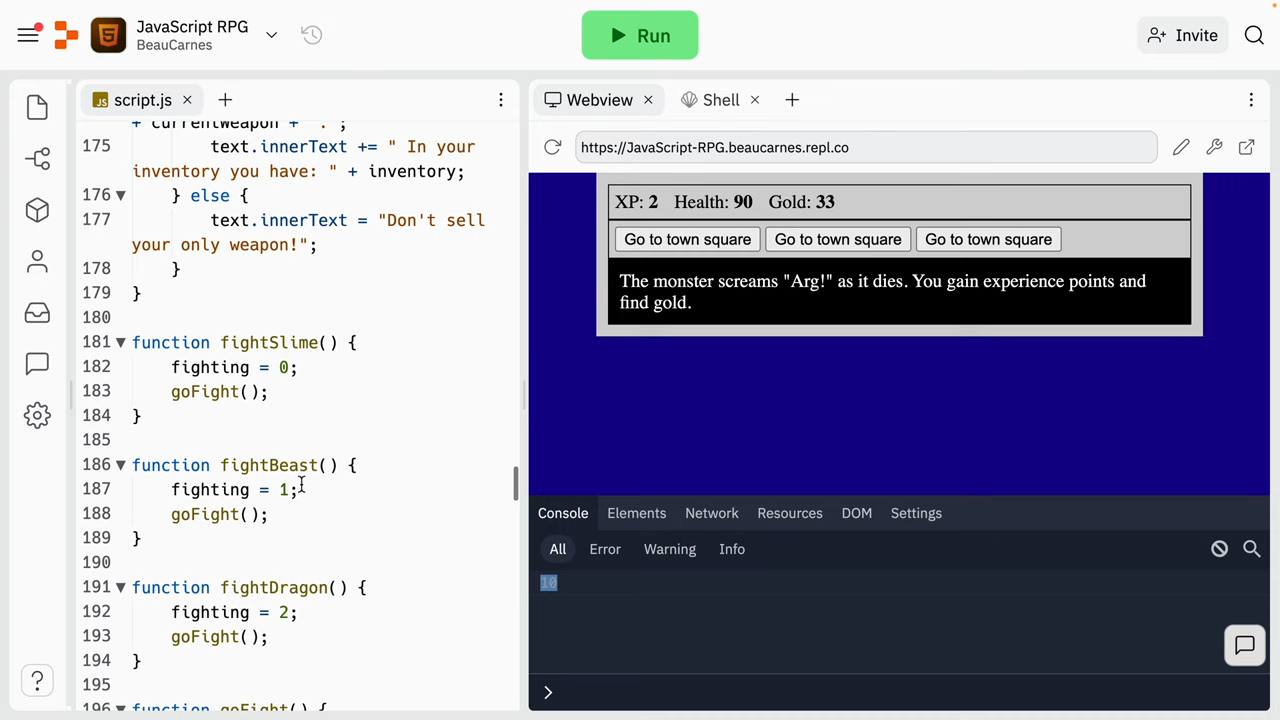 JavaScript RPG
BeauCarnes
Run
Invite
JS script.js
+ currentWeapon + ".";
175 text.innerText += " In your
inventory you have: " + inventory;
176 } else {
177 text.innerText = "Don't sell
your only weapon!";
178 }
179 }
180
181 function fightSlime() {
182 fighting = 0;
183 goFight();
184 }
185
186 function fightBeast() {
187 fighting = 1;
188 goFight();
189 }
190
191 function fightDragon() {
192 fighting = 2;
193 goFight();
194 }
195
196 function goFight() {
Webview
Shell
https://JavaScript-RPG.beaucarnes.repl.co
XP: 2 Health: 90 Gold: 33
Go to town square Go to town square Go to town square
The monster screams "Arg!" as it dies. You gain experience points and
find gold.
Console Elements Network Resources DOM Settings
All Error Warning Info
10